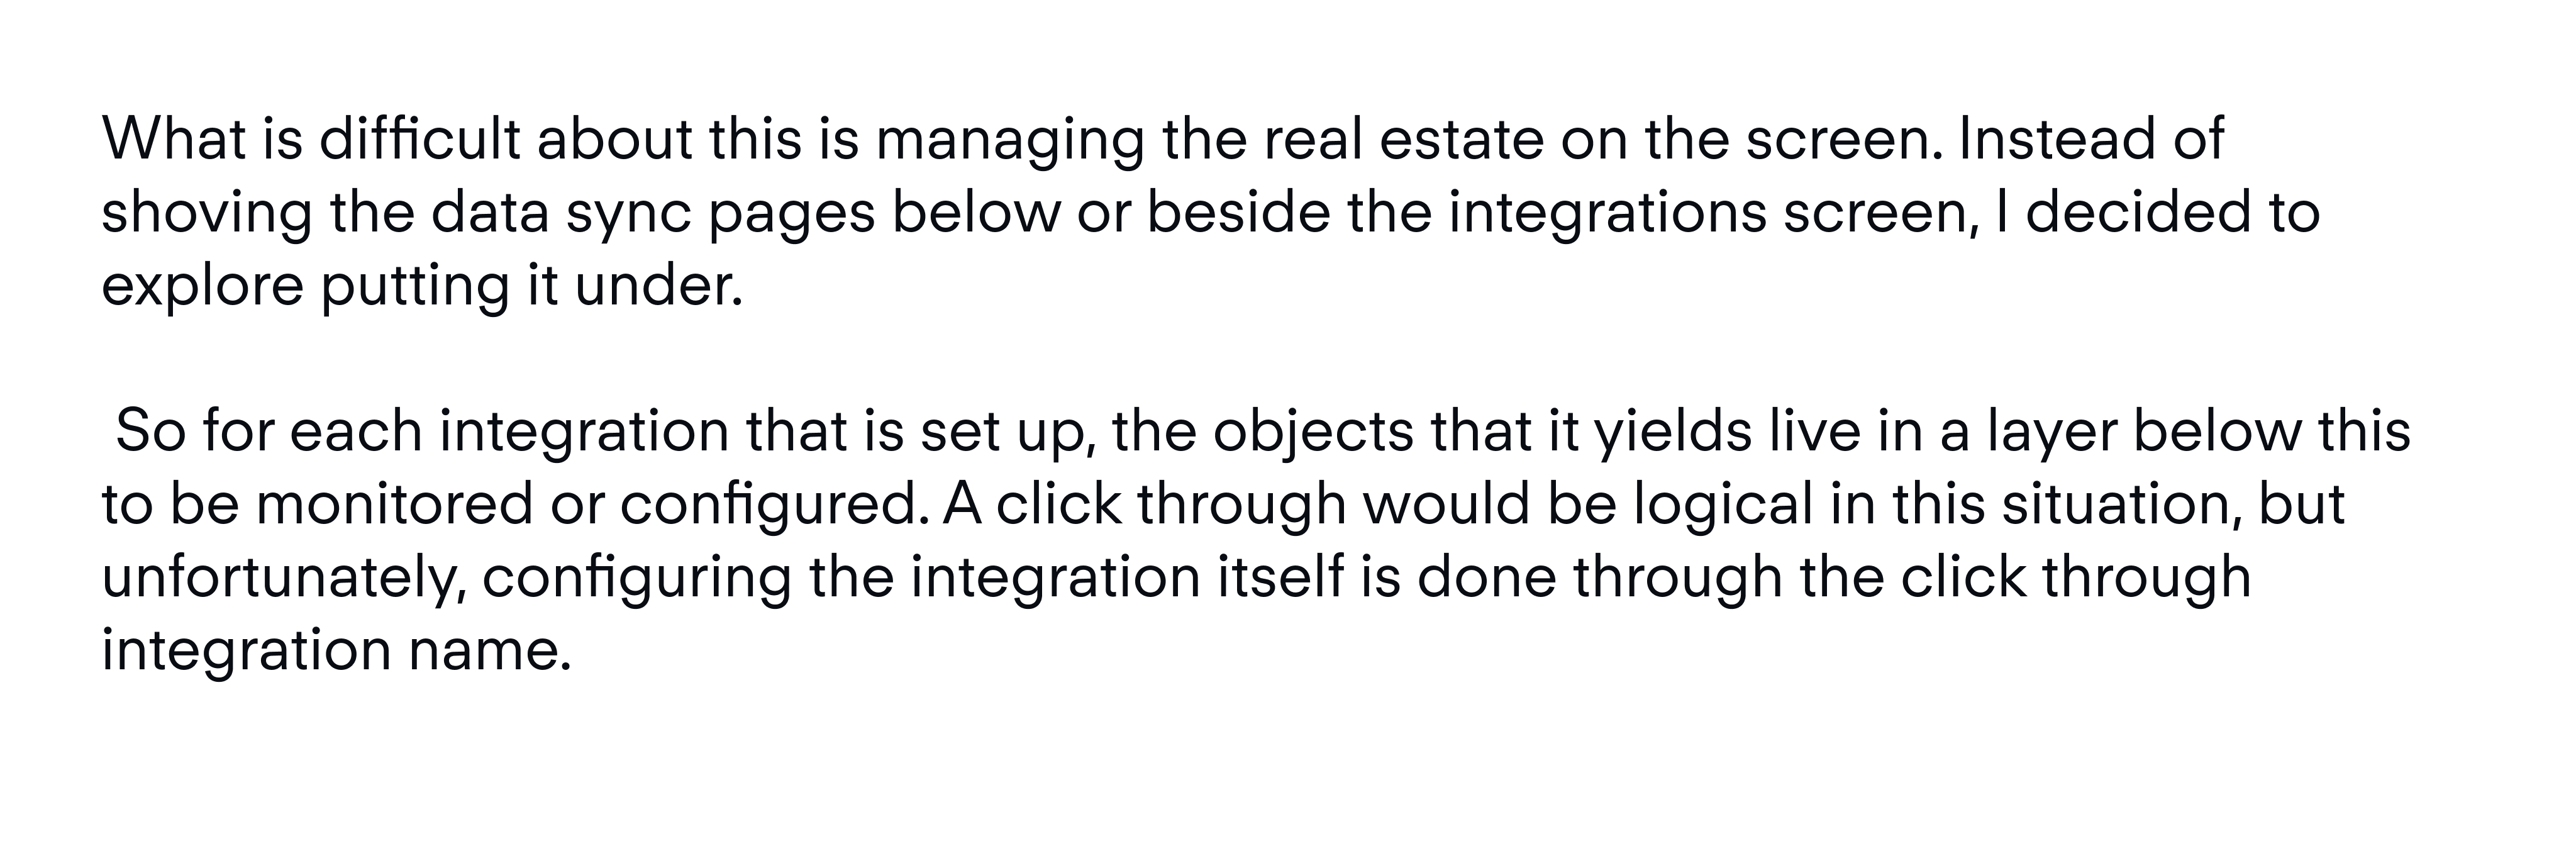 What is difficult about this is managing the real estate on the screen. Instead of
shoving the data sync pages below or beside the integrations screen, I decided to
explore putting it under.
So for each integration that is set up, the objects that it yields live in a layer below this
to be monitored or configured. A click through would be logical in this situation, but
unfortunately, configuring the integration itself is done through the click through
integration name.